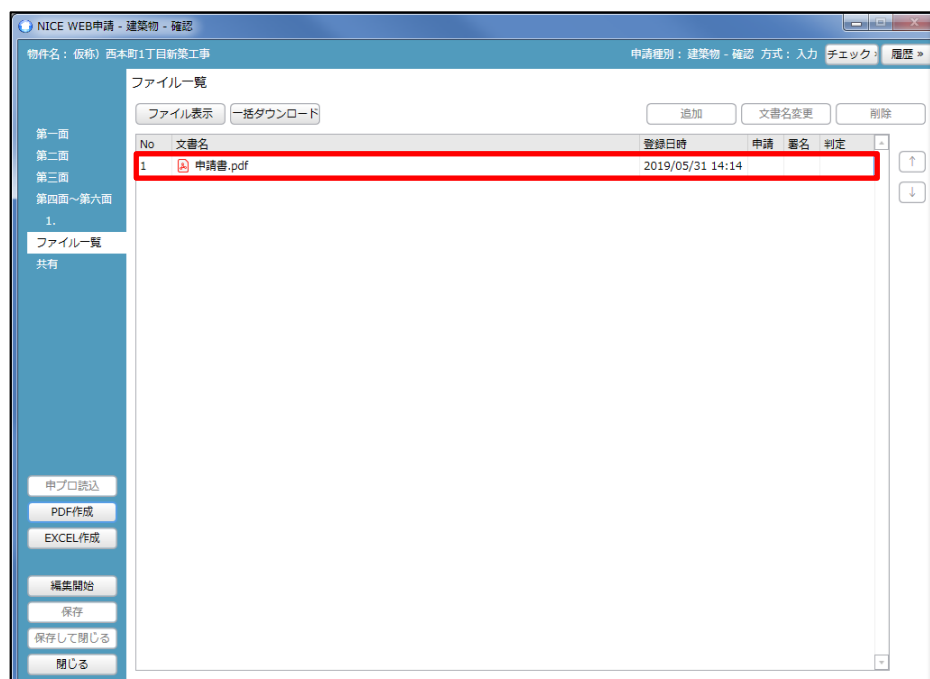 NICE WEB申請 - 建築物 - 確認
物件名： 仮称）西本町1丁目新築工事 申請種別： 建築物 - 確認 方式： 入力 チェック » 履歴 »
ファイル一覧
ファイル表示 一括ダウンロード 追加 文書名変更 削除
第一面
第二面
第三面
第四面～第六面
1.
ファイル一覧
共有
No 文書名 登録日時 申請 署名 判定
1 申請書.pdf 2019/05/31 14:14
↑
↓
申プロ読込
PDF作成
EXCEL作成
編集開始
保存
保存して閉じる
閉じる